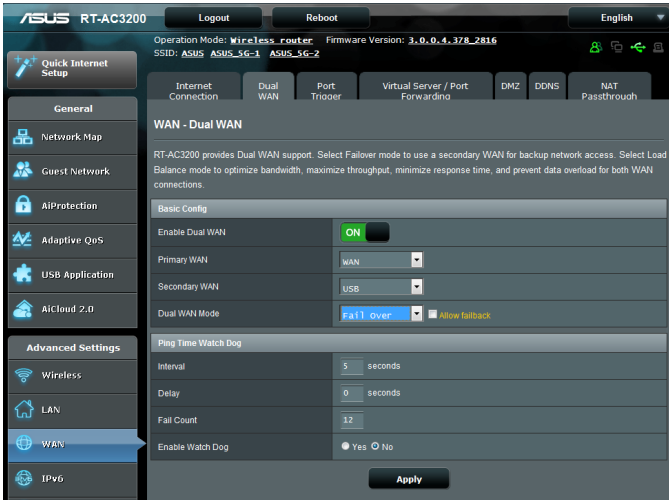 ASUS RT-AC3200 Logout Reboot English
Operation Mode: Wireless router Firmware Version: 3.0.0.4.378_2816
SSID: ASUS ASUS_5G-1 ASUS_5G-2
Quick Internet
Setup
General
Network Map
Guest Network
AiProtection
Adaptive QoS
USB Application
AiCloud 2.0
Advanced Settings
Wireless
LAN
WAN
IPv6
Internet
Connection
Dual
WAN
Port
Trigger
Virtual Server / Port
Forwarding
DMZ
DDNS
NAT
Passthrough
WAN - Dual WAN
RT-AC3200 provides Dual WAN support. Select Failover mode to use a secondary WAN for backup network access. Select Load
Balance mode to optimize bandwidth, maximize throughput, minimize response time, and prevent data overload for both WAN
connections.
Basic Config
Enable Dual WAN ON
Primary WAN WAN
Secondary WAN USB
Dual WAN Mode Fail Over Allow failback
Ping Time Watch Dog
Interval 5 seconds
Delay 0 seconds
Fail Count 12
Enable Watch Dog Yes No
Apply